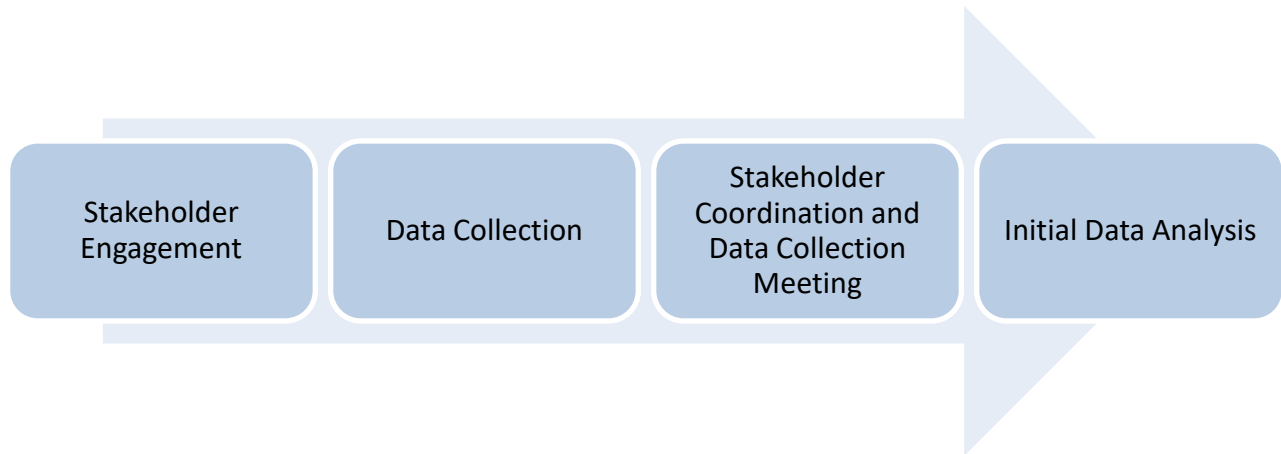 Stakeholder
Engagement
Data Collection
Stakeholder
Coordination and
Data Collection
Meeting
Initial Data Analysis